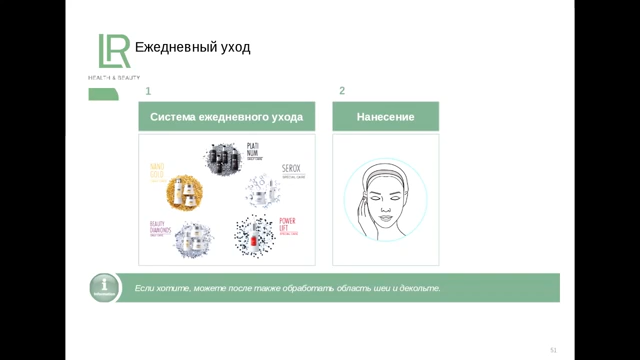 LR
Ежедневный уход
HEALTH & BEAUTY
1
2
Система ежедневного ухода
Нанесение
PLATI
NUM
NANO
GOLD
SEROX
BEAUTY
DIAMONDS
POWER
LIFT
i
Если хотите, можете после также обработать область шеи и декольте.
51